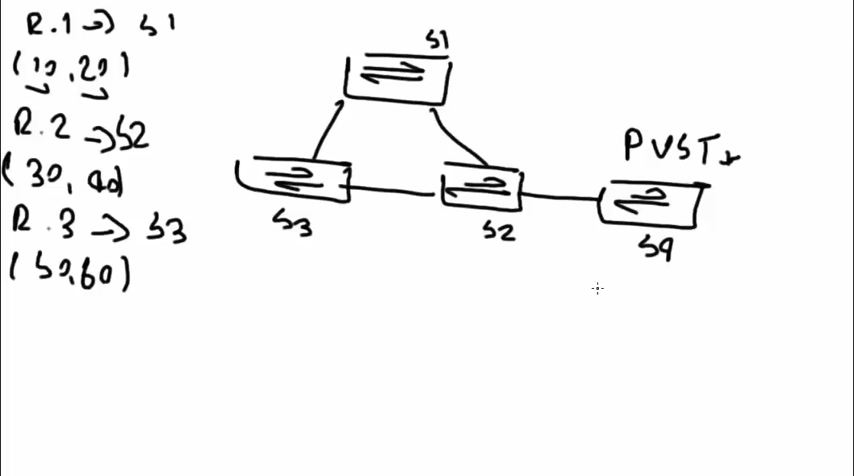 R.1 → S1
(10,20)
R.2 → S2
(30,40)
R.3 → S3
(50,60)
S1
S3
S2
PVST+
S4